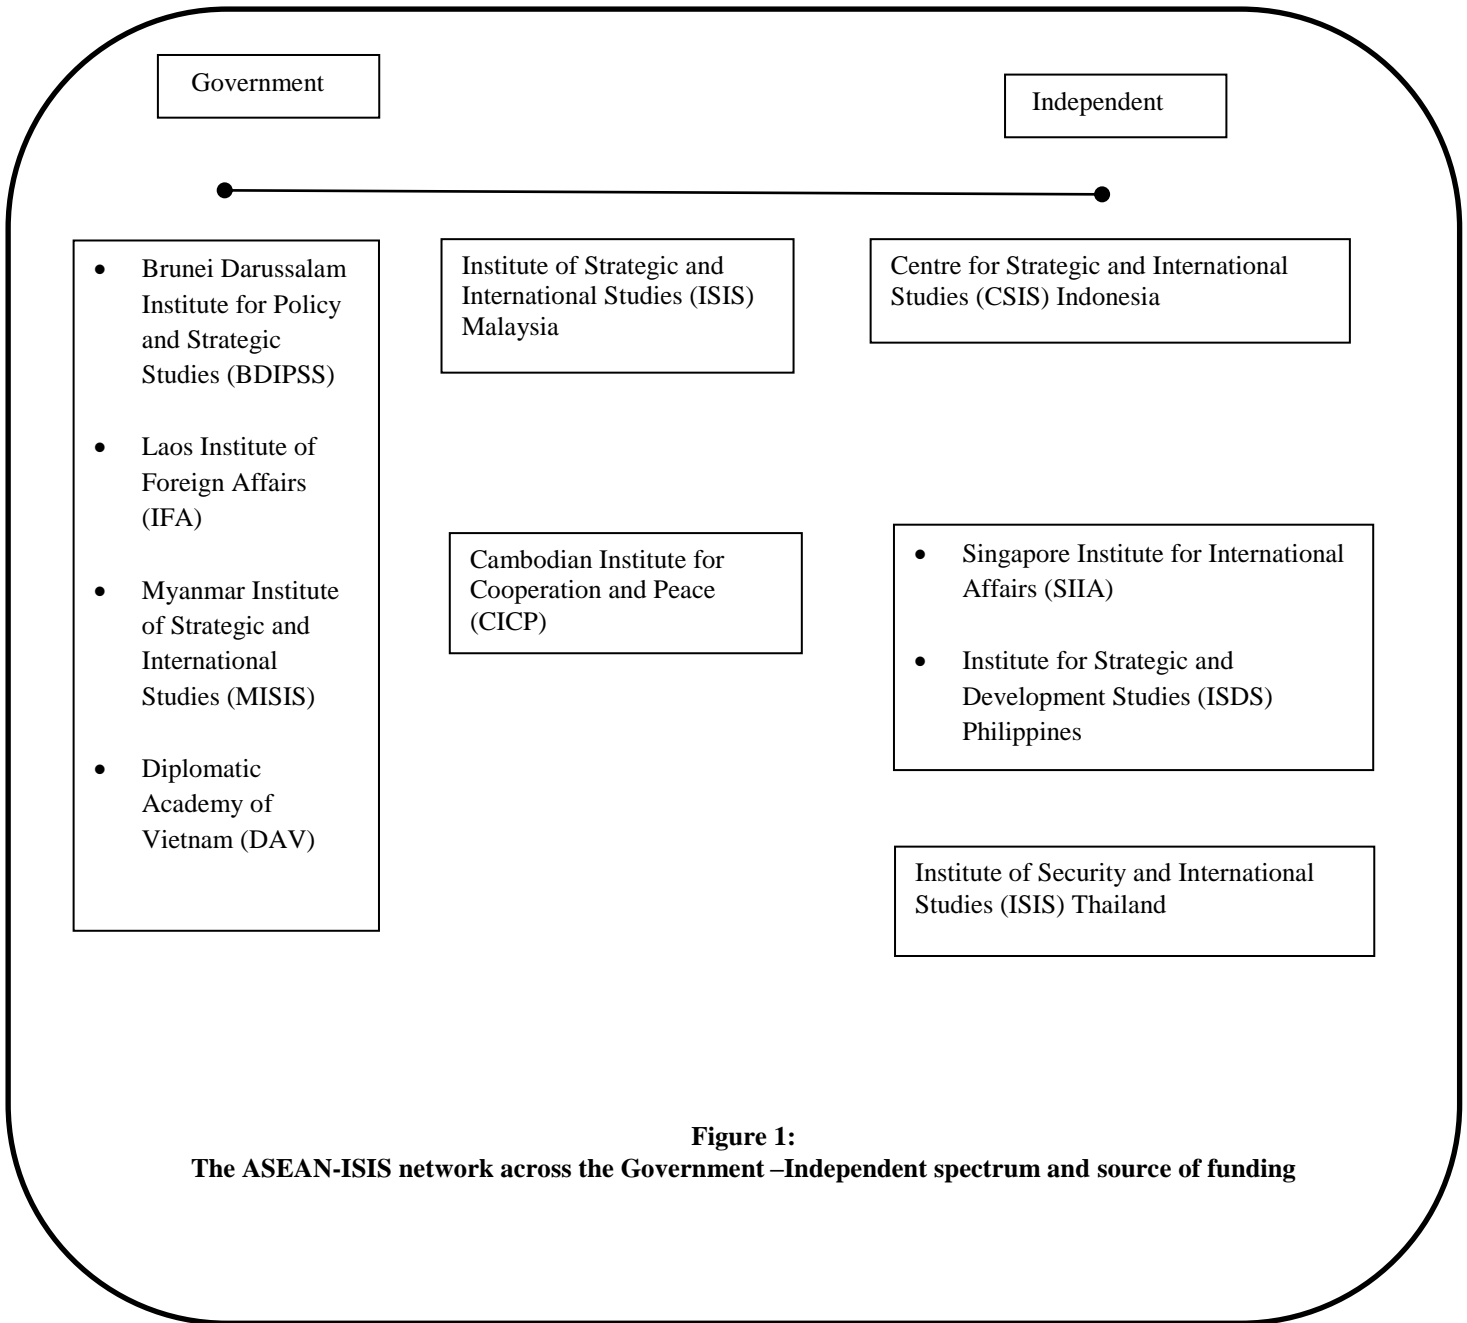 Government
Independent
• Brunei Darussalam
Institute for Policy
and Strategic
Studies (BDIPSS)
• Laos Institute of
Foreign Affairs
(IFA)
• Myanmar Institute
of Strategic and
International
Studies (MISIS)
• Diplomatic
Academy of
Vietnam (DAV)
Institute of Strategic and
International Studies (ISIS)
Malaysia
Cambodian Institute for
Cooperation and Peace
(CICP)
Centre for Strategic and International
Studies (CSIS) Indonesia
• Singapore Institute for International
Affairs (SIIA)
• Institute for Strategic and
Development Studies (ISDS)
Philippines
Institute of Security and International
Studies (ISIS) Thailand
Figure 1:
The ASEAN-ISIS network across the Government –Independent spectrum and source of funding